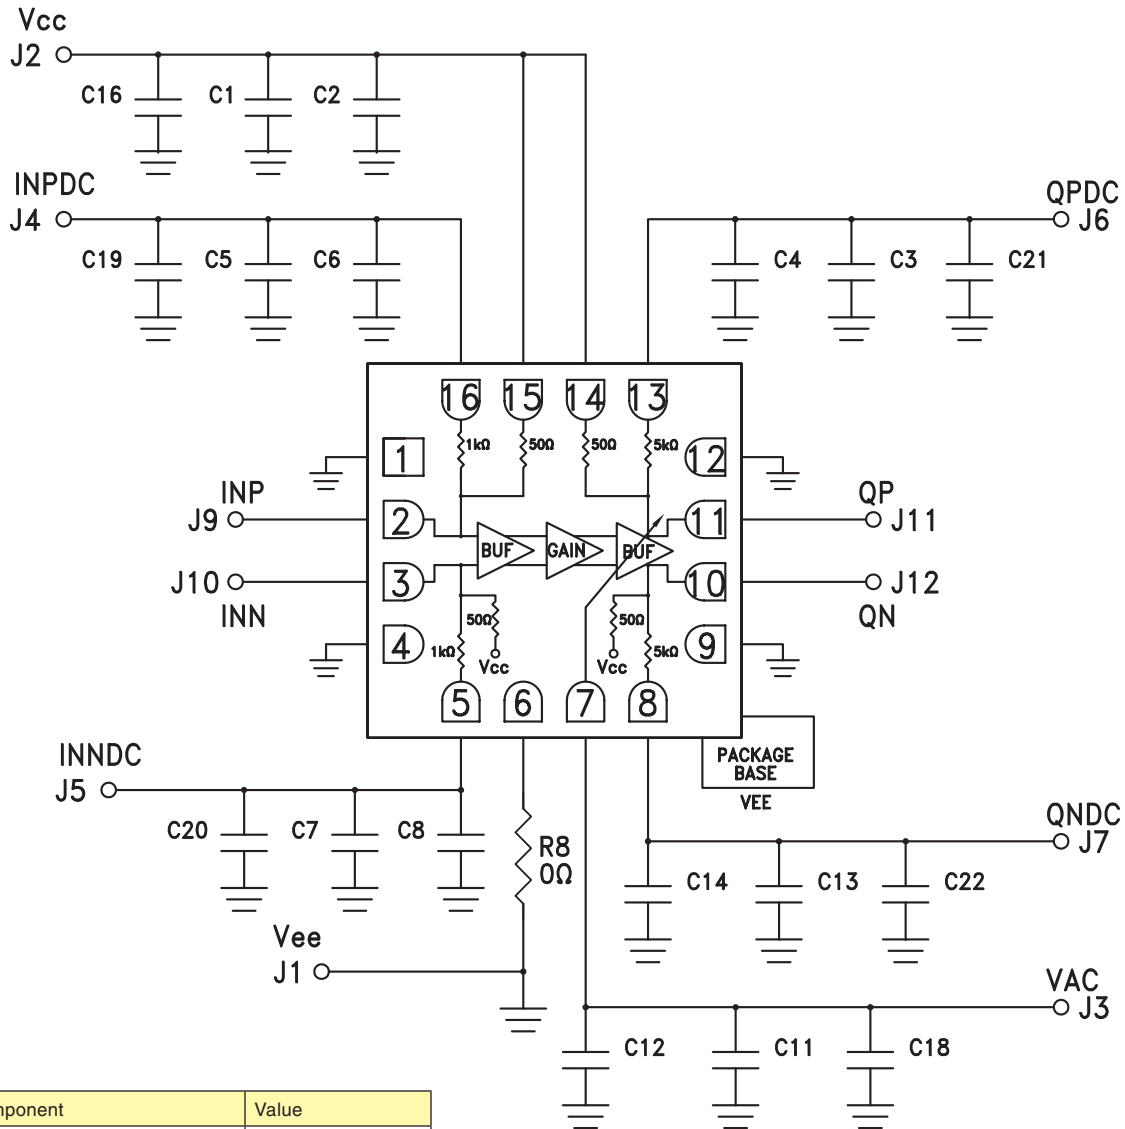 Vcc
J2
C16 C1 C2
INPDC
J4
C19 C5 C6
QPDC
J6
C4 C3 C21
16 15 14 13
1kΩ 50Ω 50Ω 5kΩ
1 12
INP
J9
2 11
QP
J11
BUF GAIN BUF
J10
INN
3 10
J12
QN
50Ω 50Ω
4 1kΩ Vcc Vcc 5kΩ 9
5 6 7 8
PACKAGE
BASE
VEE
INNDC
J5
C20 C7 C8
R8
0Ω
QNDC
J7
C14 C13 C22
Vee
J1
VAC
J3
C12 C11 C18
Value